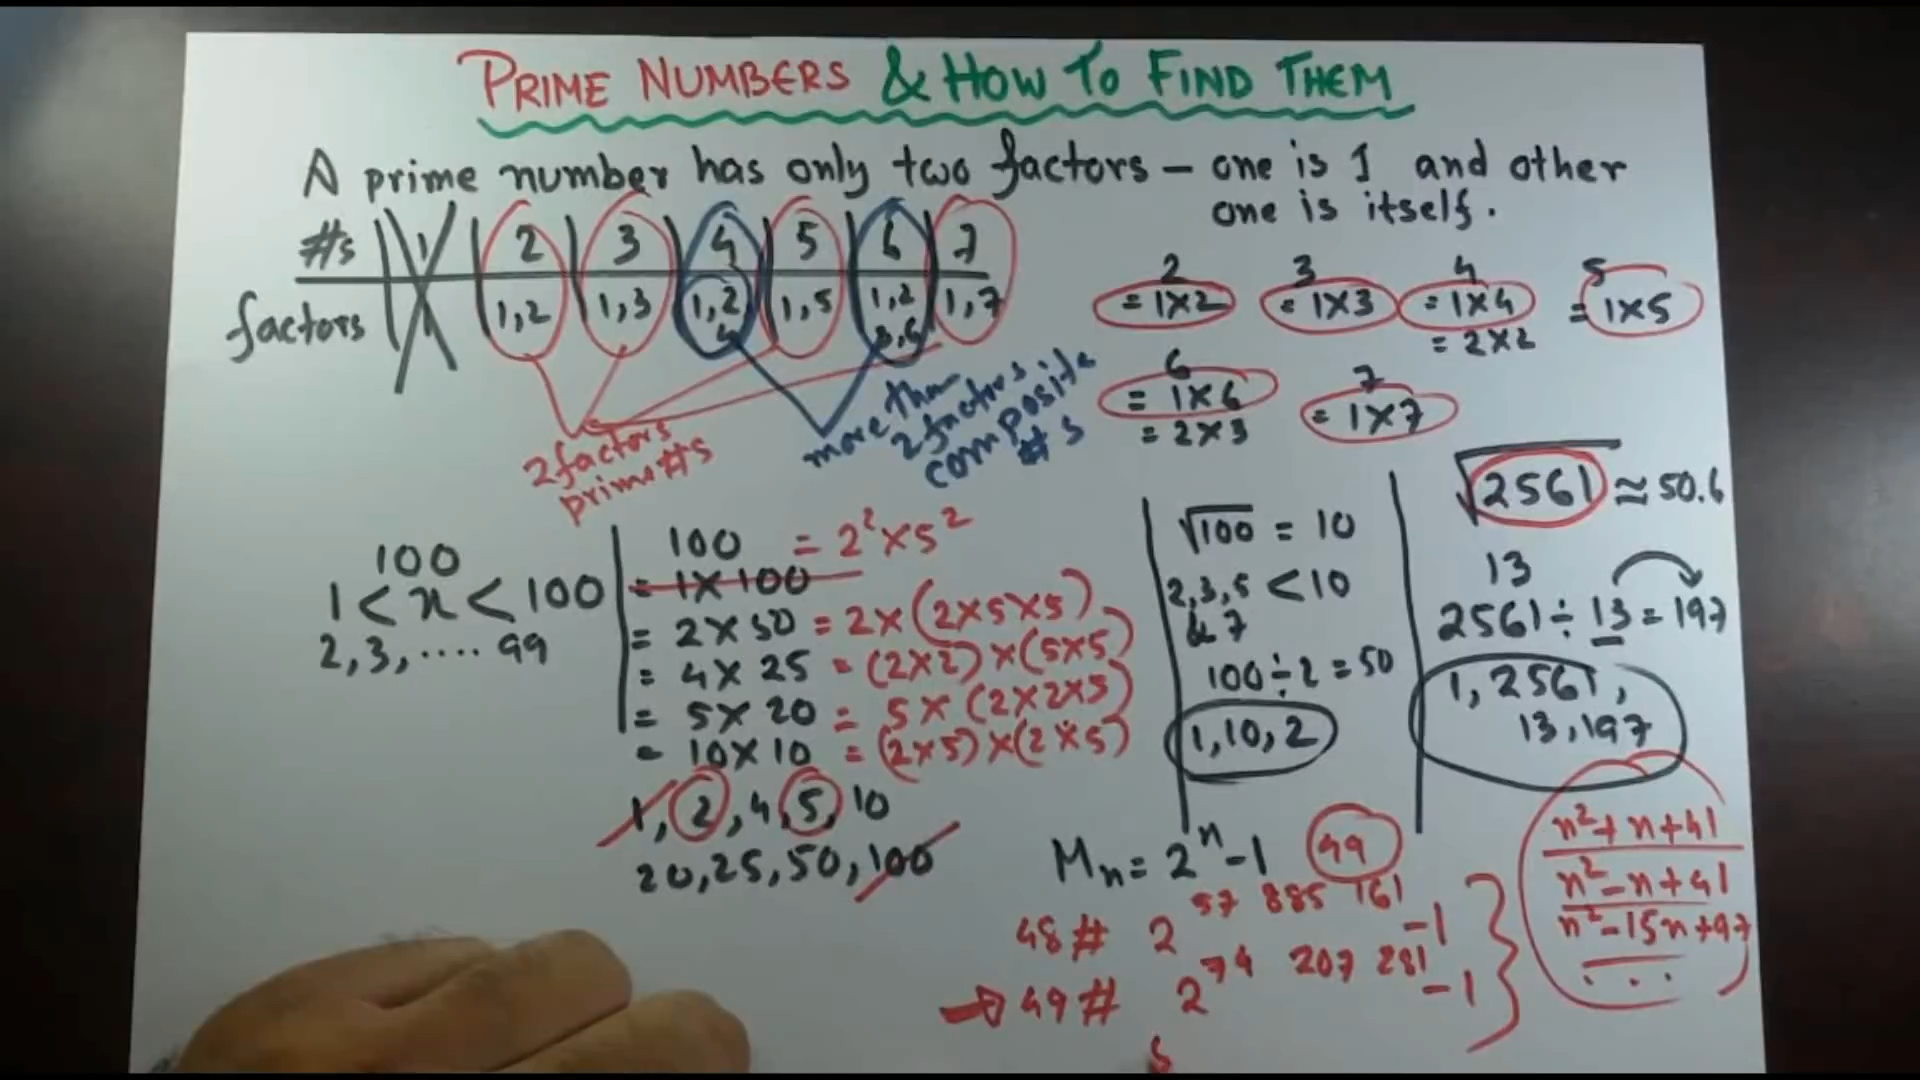 PRIME NUMBERS & HOW TO FIND THEM
A prime number has only two factors – one is 1 and other
one is itself.
#s 1 2 3 4 5 6 7
factors 1 1,2 1,3 1,2 4 1,5 1,2 3,6 1,7
2 factors
prime #s
more than
2 factors
composite
#s
2
= 1×2
3
= 1×3
4
= 1×4
= 2×2
5
= 1×5
6
= 1×6
= 2×3
7
= 1×7
100
1 < x < 100
2, 3, .... 99
100 = 2² × 5²
= 1 × 100
= 2 × 50 = 2 × (2×5×5)
= 4 × 25 = (2×2) × (5×5)
= 5 × 20 = 5 × (2×2×5)
= 10 × 10 = (2×5) × (2×5)
1, 2, 4, 5, 10
20, 25, 50, 100
√100 = 10
2, 3, 5 < 10
& 7
100 ÷ 2 = 50
1, 10, 2
√2561 ≈ 50.6
13
2561 ÷ 13 = 197
1, 2561,
13, 197
Mn = 2ⁿ - 1 49
48# 2^57 885 161 - 1
49# 2^74 207 281 - 1
n² + n + 41
n² - n + 41
n² - 15n + 97
...